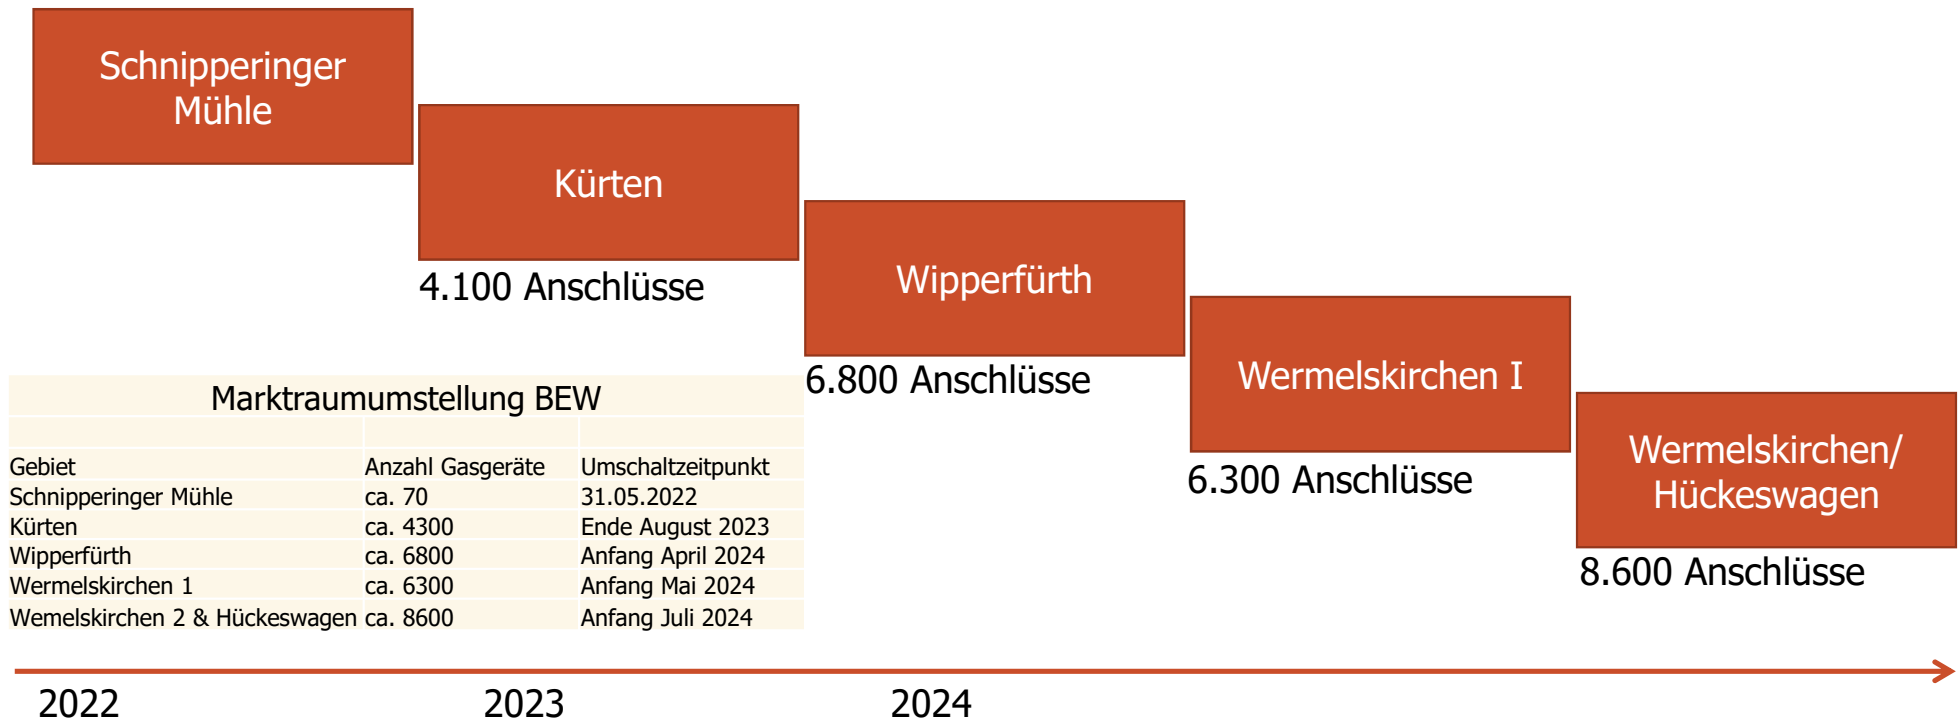 Schnipperinger
Mühle
Kürten
4.100 Anschlüsse
Wipperfürth
6.800 Anschlüsse
Wermelskirchen I
6.300 Anschlüsse
Wermelskirchen/
Hückeswagen
8.600 Anschlüsse
Marktraumumstellung BEW
Gebiet Anzahl Gasgeräte Umschaltzeitpunkt
Schnipperinger Mühle ca. 70 31.05.2022
Kürten ca. 4300 Ende August 2023
Wipperfürth ca. 6800 Anfang April 2024
Wermelskirchen 1 ca. 6300 Anfang Mai 2024
Wemelskirchen 2 & Hückeswagen ca. 8600 Anfang Juli 2024
2022 2023 2024